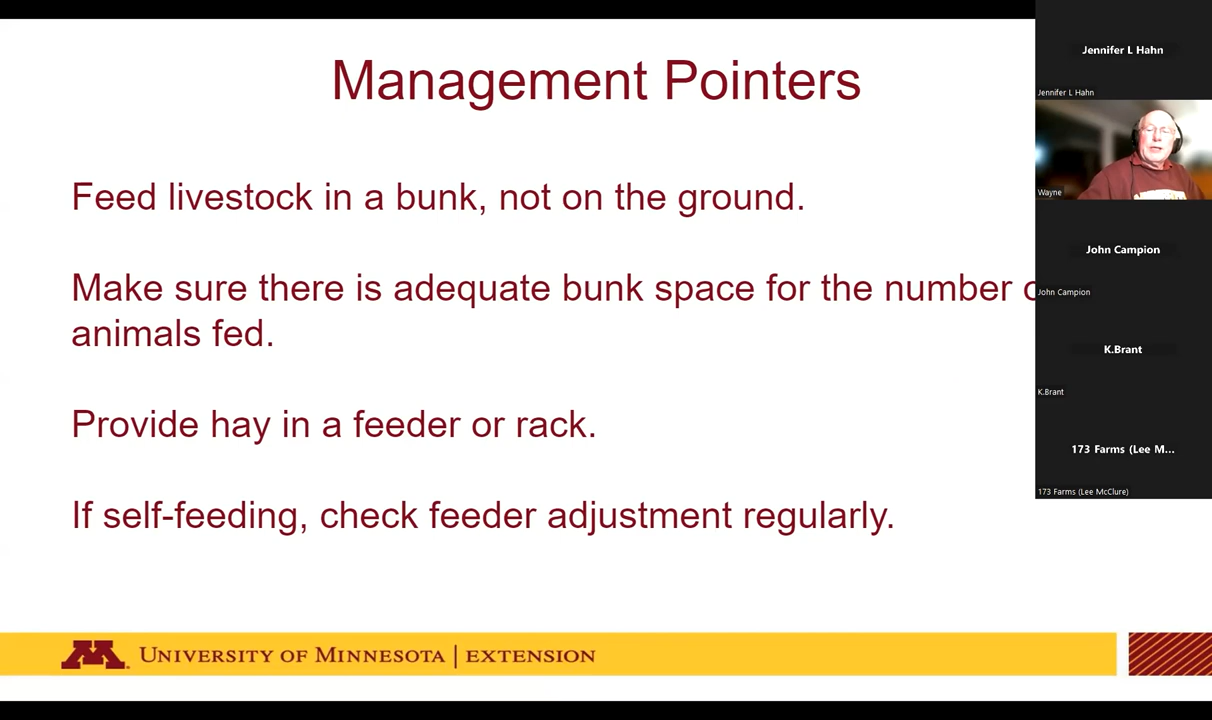 Management Pointers
Feed livestock in a bunk, not on the ground.
Make sure there is adequate bunk space for the number
animals fed.
Provide hay in a feeder or rack.
If self-feeding, check feeder adjustment regularly.
UNIVERSITY OF MINNESOTA | EXTENSION
Jennifer L Hahn
Jennifer L Hahn
Wayne
John Campion
John Campion
K.Brant
K.Brant
173 Farms (Lee M...
173 Farms (Lee McClure)